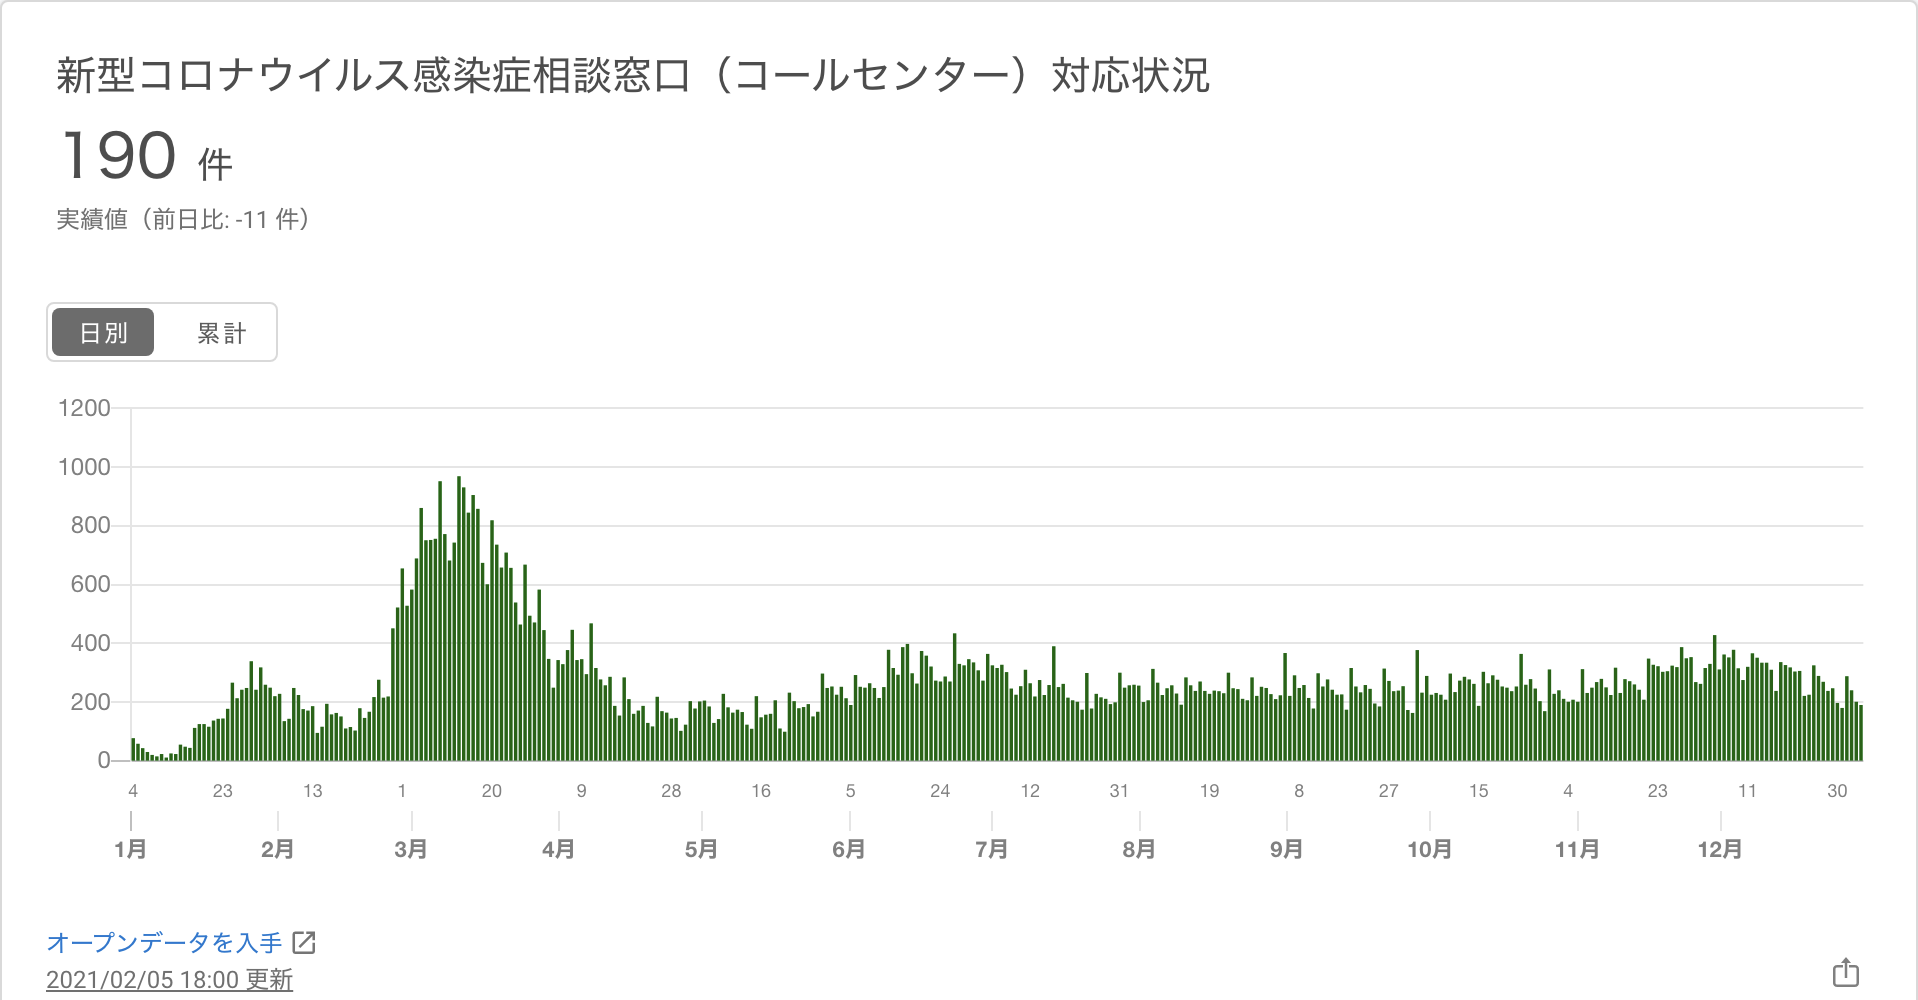 新型コロナウイルス感染症相談窓口（コールセンター）対応状況
190 件
実績値（前日比: -11 件）
日別 累計
1200
1000
800
600
400
200
0
4 23 13 1 20 9 28 16 5 24 12 31 19 8 27 15 4 23 11 30
1月 2月 3月 4月 5月 6月 7月 8月 9月 10月 11月 12月
オープンデータを入手
2021/02/05 18:00 更新